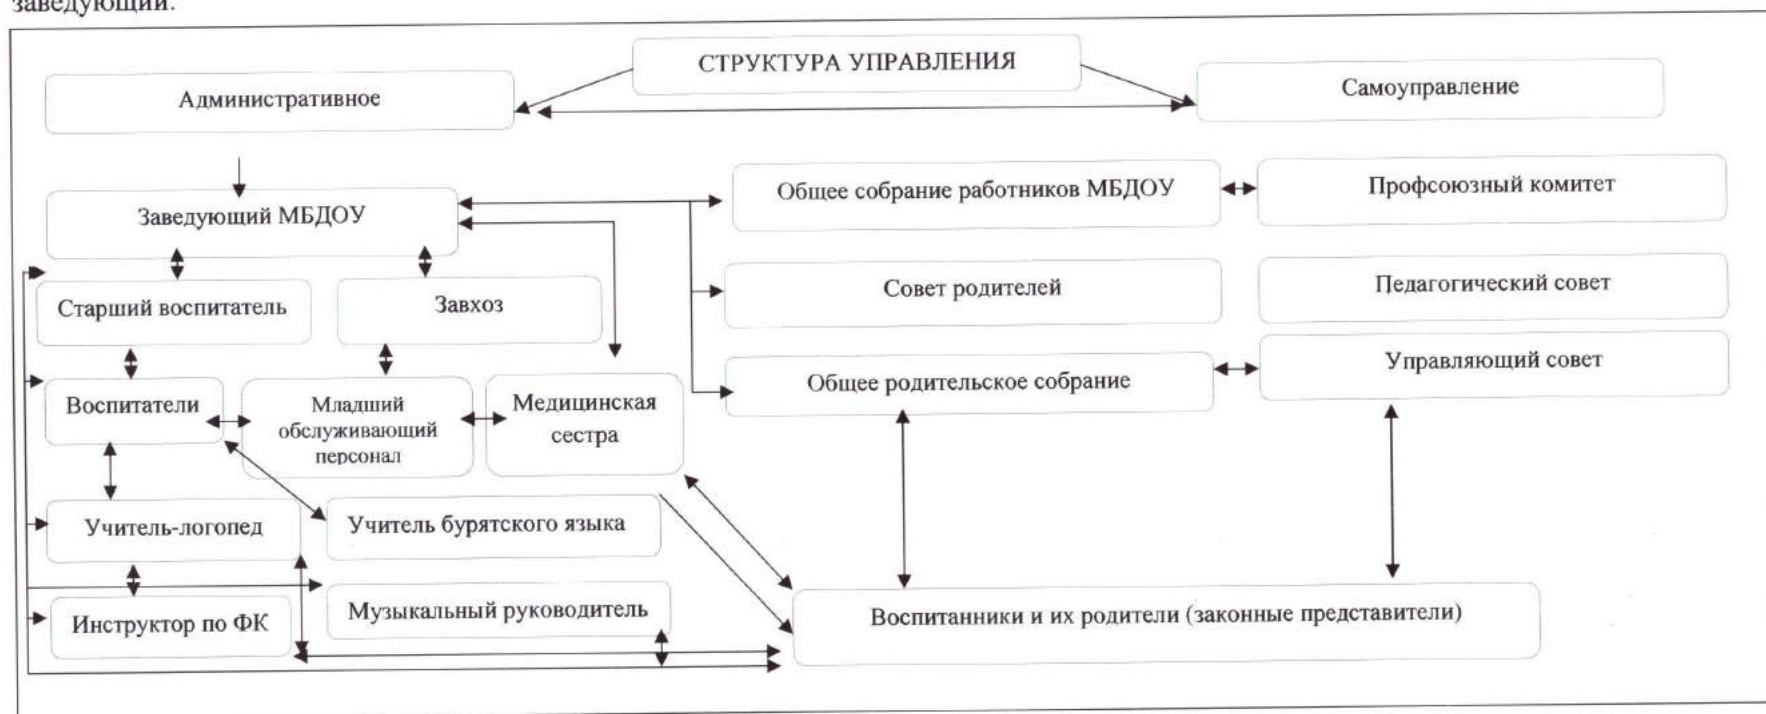 заведующий.
СТРУКТУРА УПРАВЛЕНИЯ
Административное
Самоуправление
Заведующий МБДОУ
Общее собрание работников МБДОУ
Профсоюзный комитет
Старший воспитатель
Завхоз
Совет родителей
Педагогический совет
Общее родительское собрание
Управляющий совет
Воспитатели
Младший
обслуживающий
персонал
Медицинская
сестра
Учитель-логопед
Учитель бурятского языка
Инструктор по ФК
Музыкальный руководитель
Воспитанники и их родители (законные представители)